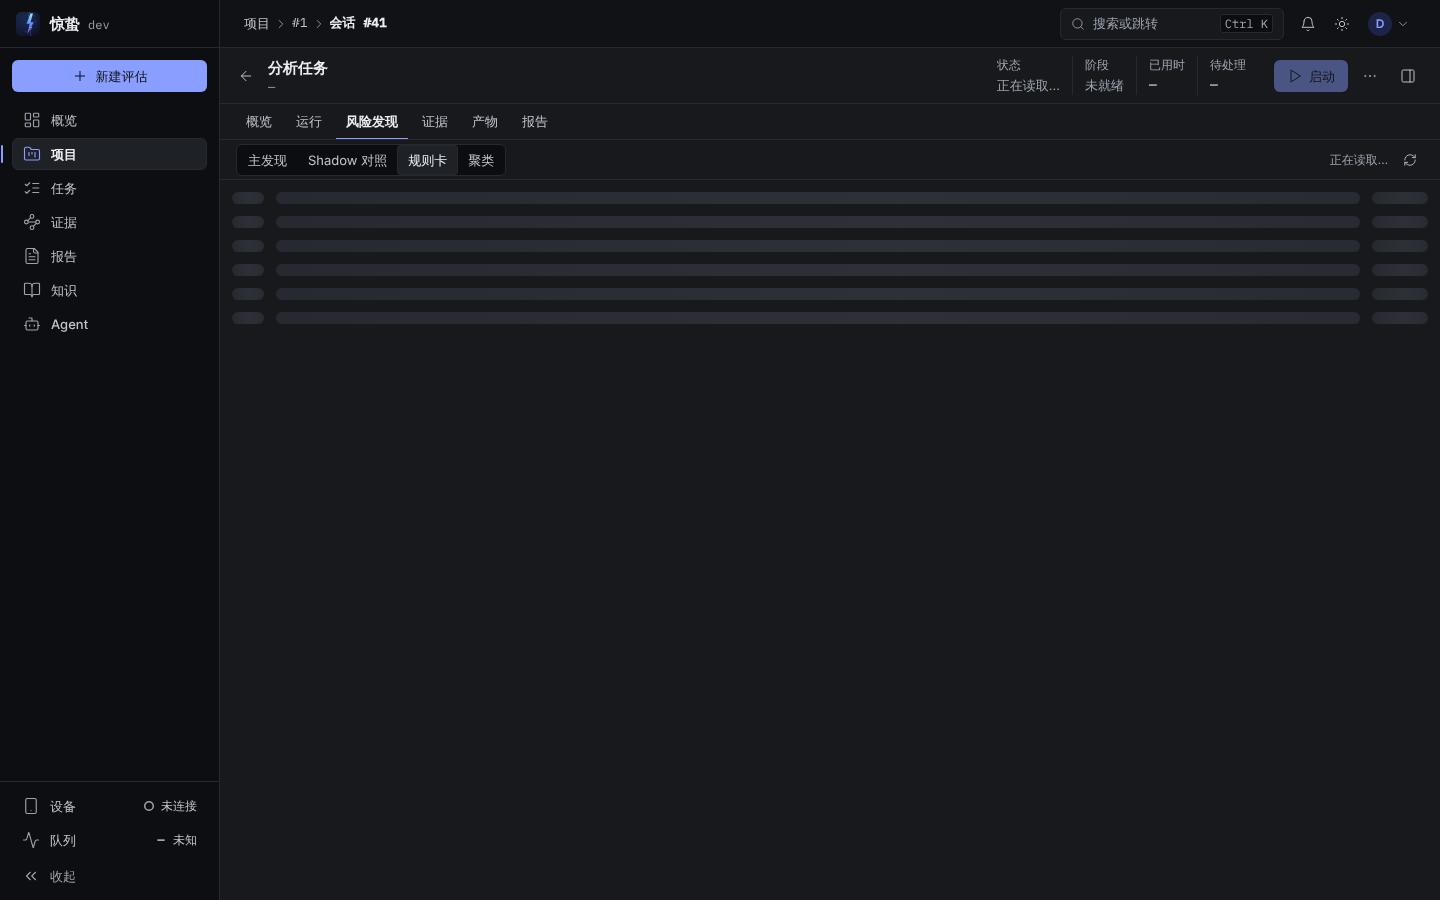 惊蛰 dev
项目 > #1 > 会话 #41
搜索或跳转 Ctrl K
D
新建评估
概览
项目
任务
证据
报告
知识
Agent
设备 未连接
队列 – 未知
收起
分析任务
–
状态 阶段 已用时 待处理
正在读取... 未就绪 – –
启动
概览 运行 风险发现 证据 产物 报告
主发现 Shadow 对照 规则卡 聚类
正在读取...